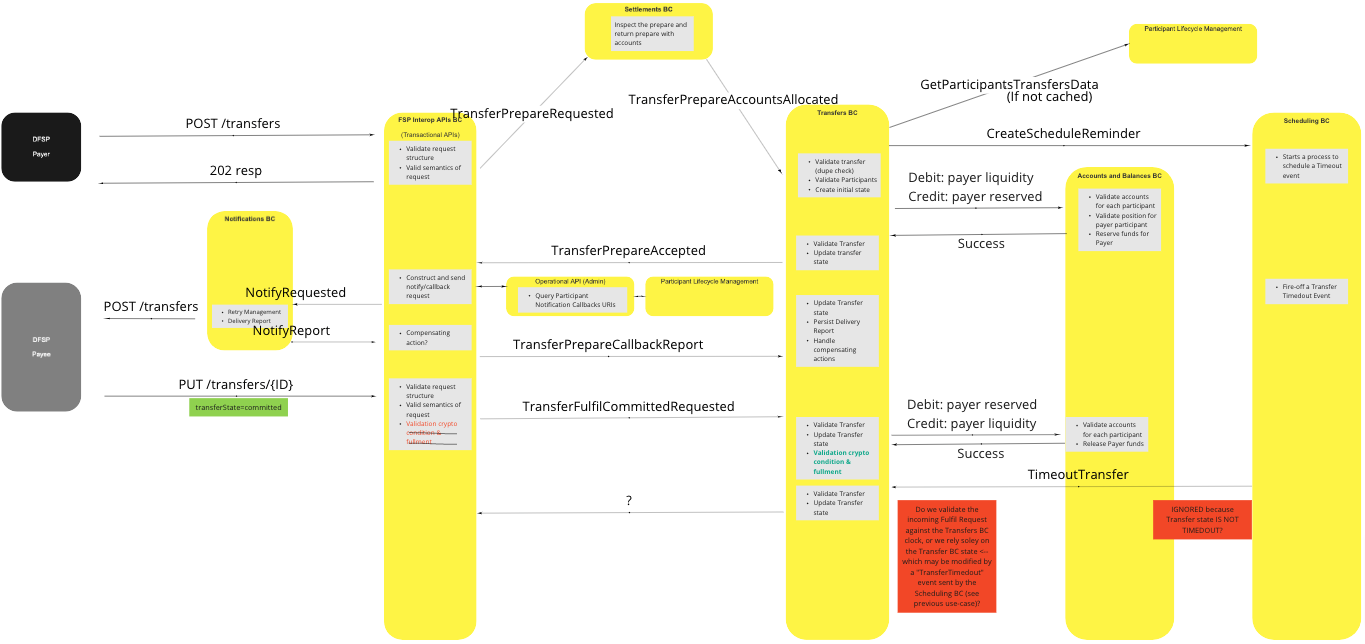 Settlements BC
Inspect the prepare and
return prepare with
accounts
Participant Lifecycle Management
GetParticipantsTransfersData
(If not cached)
TransferPrepareRequested
TransferPrepareAccountsAllocated
DFSP
Payer
POST /transfers
202 resp
FSP Interop APIs BC
(Transactional APIs)
• Validate request
structure
• Valid semantics of
request
Transfers BC
• Validate transfer
(dupe check)
• Validate Participants
• Create initial state
CreateScheduleReminder
Scheduling BC
• Starts a process to
schedule a Timeout
event
Debit: payer liquidity
Credit: payer reserved
Success
Accounts and Balances BC
• Validate accounts
for each participant
• Validate position for
payer participant
• Reserve funds for
Payer
Notifications BC
TransferPrepareAccepted
• Validate Transfer
• Update transfer
state
• Construct and send
notify/callback
request
Operational API (Admin)
• Query Participant
Notification Callbacks URIs
Participant Lifecycle Management
• Fire-off a Transfer
Timedout Event
DFSP
Payee
POST /transfers
NotifyRequested
• Retry Management
• Delivery Report
NotifyReport
• Compensating
action?
• Update Transfer
state
• Persist Delivery
Report
• Handle
compensating
actions
TransferPrepareCallbackReport
PUT /transfers/{ID}
transferState=committed
• Validate request
structure
• Valid semantics of
request
• Validation crypto
condition &
fullment
TransferFulfilCommittedRequested
• Validate Transfer
• Update Transfer
state
• Validation crypto
condition &
fullment
Debit: payer reserved
Credit: payer liquidity
Success
• Validate accounts
for each participant
• Release Payer funds
TimeoutTransfer
• Validate Transfer
• Update Transfer
state
?
Do we validate the
incoming Fulfil Request
against the Transfers BC
clock, or we rely soley on
the Transfer BC state <--
which may be modified by
a "TransferTimedout"
event sent by the
Scheduling BC (see
previous use-case)?
IGNORED because
Transfer state IS NOT
TIMEDOUT?